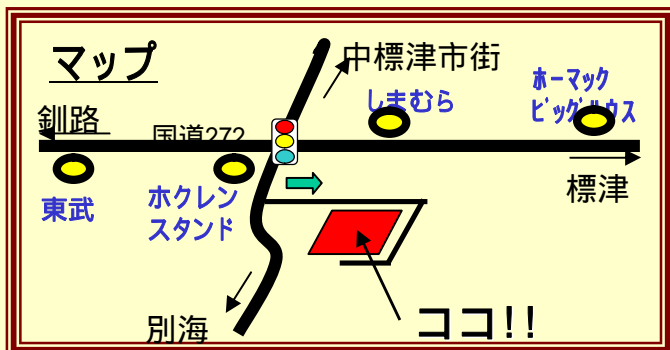 マップ
中標津市街
ホーマック
ビッグハウス
しまむら
釧路
国道272
標津
東武
ホクレン
スタンド
別海
ココ!!